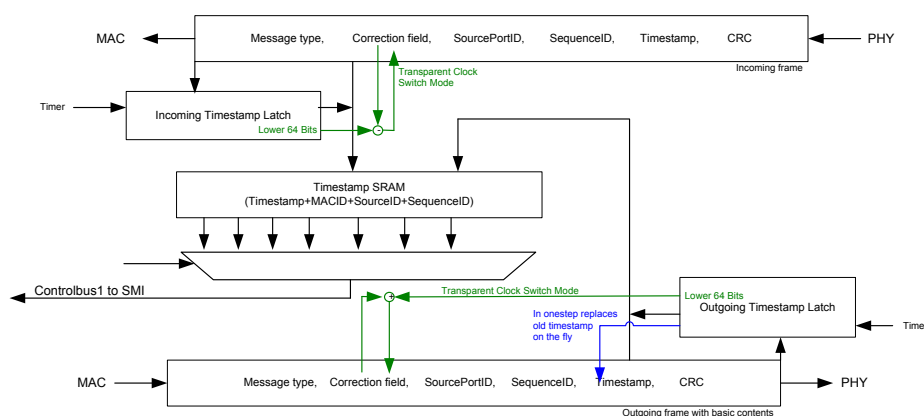 MAC
Message type, Correction field, SourcePortID, SequenceID, Timestamp, CRC
PHY
Incoming frame
Transparent Clock
Switch Mode
Timer
Incoming Timestamp Latch
Lower 64 Bits
-
Timestamp SRAM
(Timestamp+MACID+SourceID+SequenceID)
Controlbus1 to SMI
+
Transparent Clock Switch Mode
Lower 64 Bits
Outgoing Timestamp Latch
In onestep replaces
old timestamp
on the fly
Time
MAC
Message type, Correction field, SourcePortID, SequenceID, Timestamp, CRC
PHY
Outgoing frame with basic contents